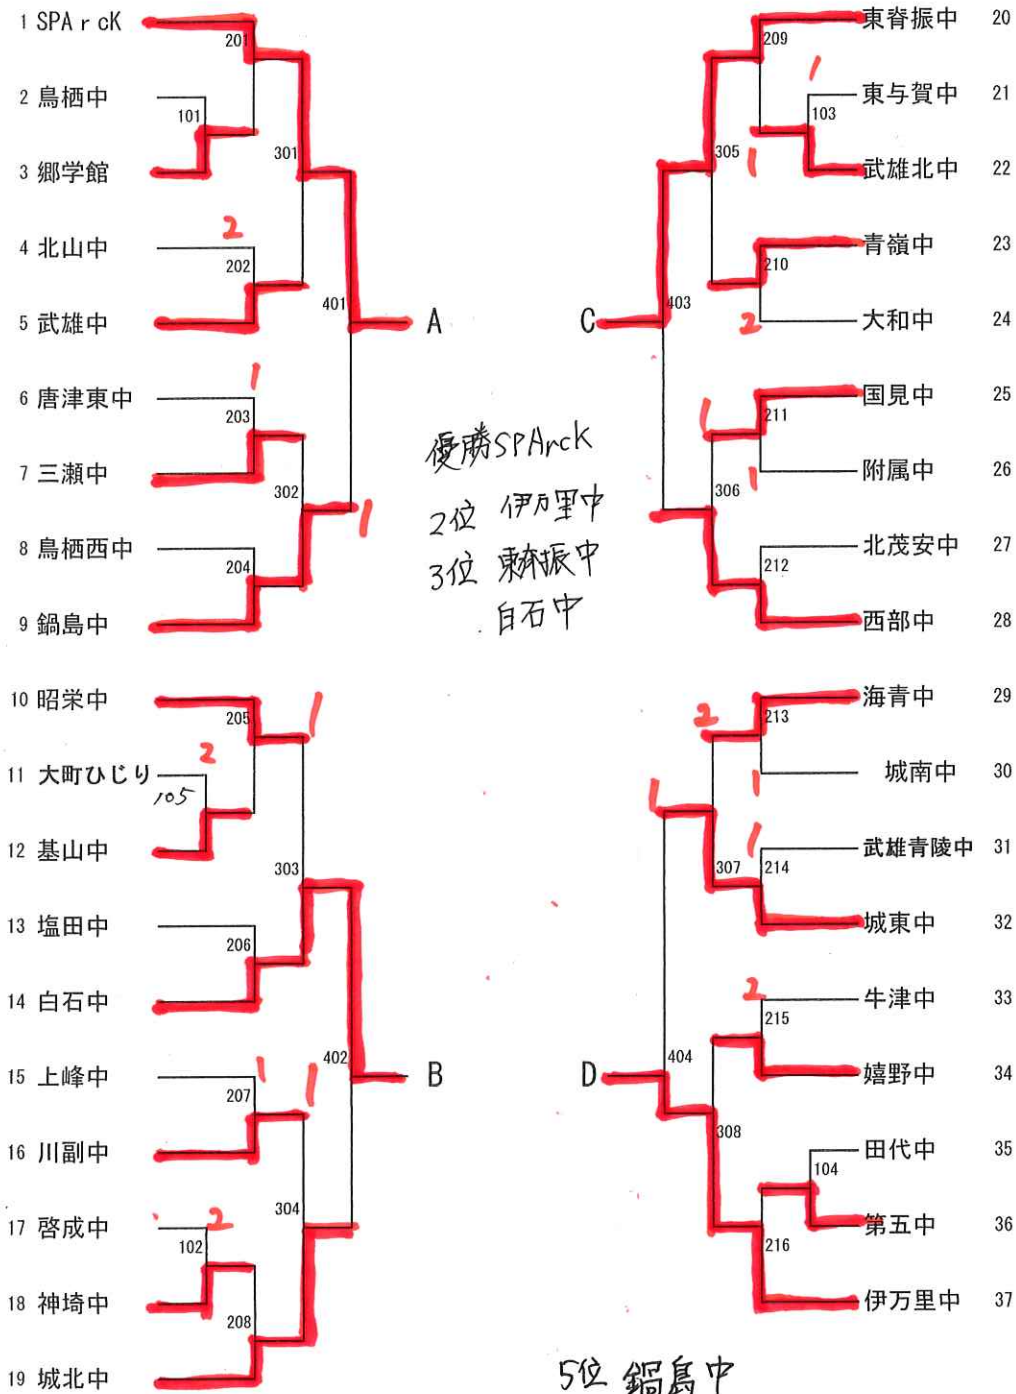 1 SPArcK
201
2 鳥栖中
101
3 郷学館
301
4 北山中
2
202
5 武雄中
401
A
6 唐津東中
1
203
7 三瀬中
302
1
8 鳥栖西中
204
9 鍋島中
10 昭栄中
205
1
11 大町ひじり
2
105
12 基山中
303
13 塩田中
206
14 白石中
402
B
15 上峰中
1
1
207
16 川副中
304
17 啓成中
2
102
18 神埼中
208
19 城北中
優勝SPArcK
2位 伊万里中
3位 東脊振中
白石中
東脊振中 20
209
1
東与賀中 21
103
305
1
武雄北中 22
青嶺中 23
210
C
403
2
大和中 24
国見中 25
1
211
附属中 26
306
1
北茂安中 27
212
西部中 28
海青中 29
2
213
城南中 30
1
1
1
武雄青陵中 31
307
214
城東中 32
2
牛津中 33
215
D
404
嬉野中 34
308
田代中 35
104
第五中 36
216
伊万里中 37
5位 鍋島中